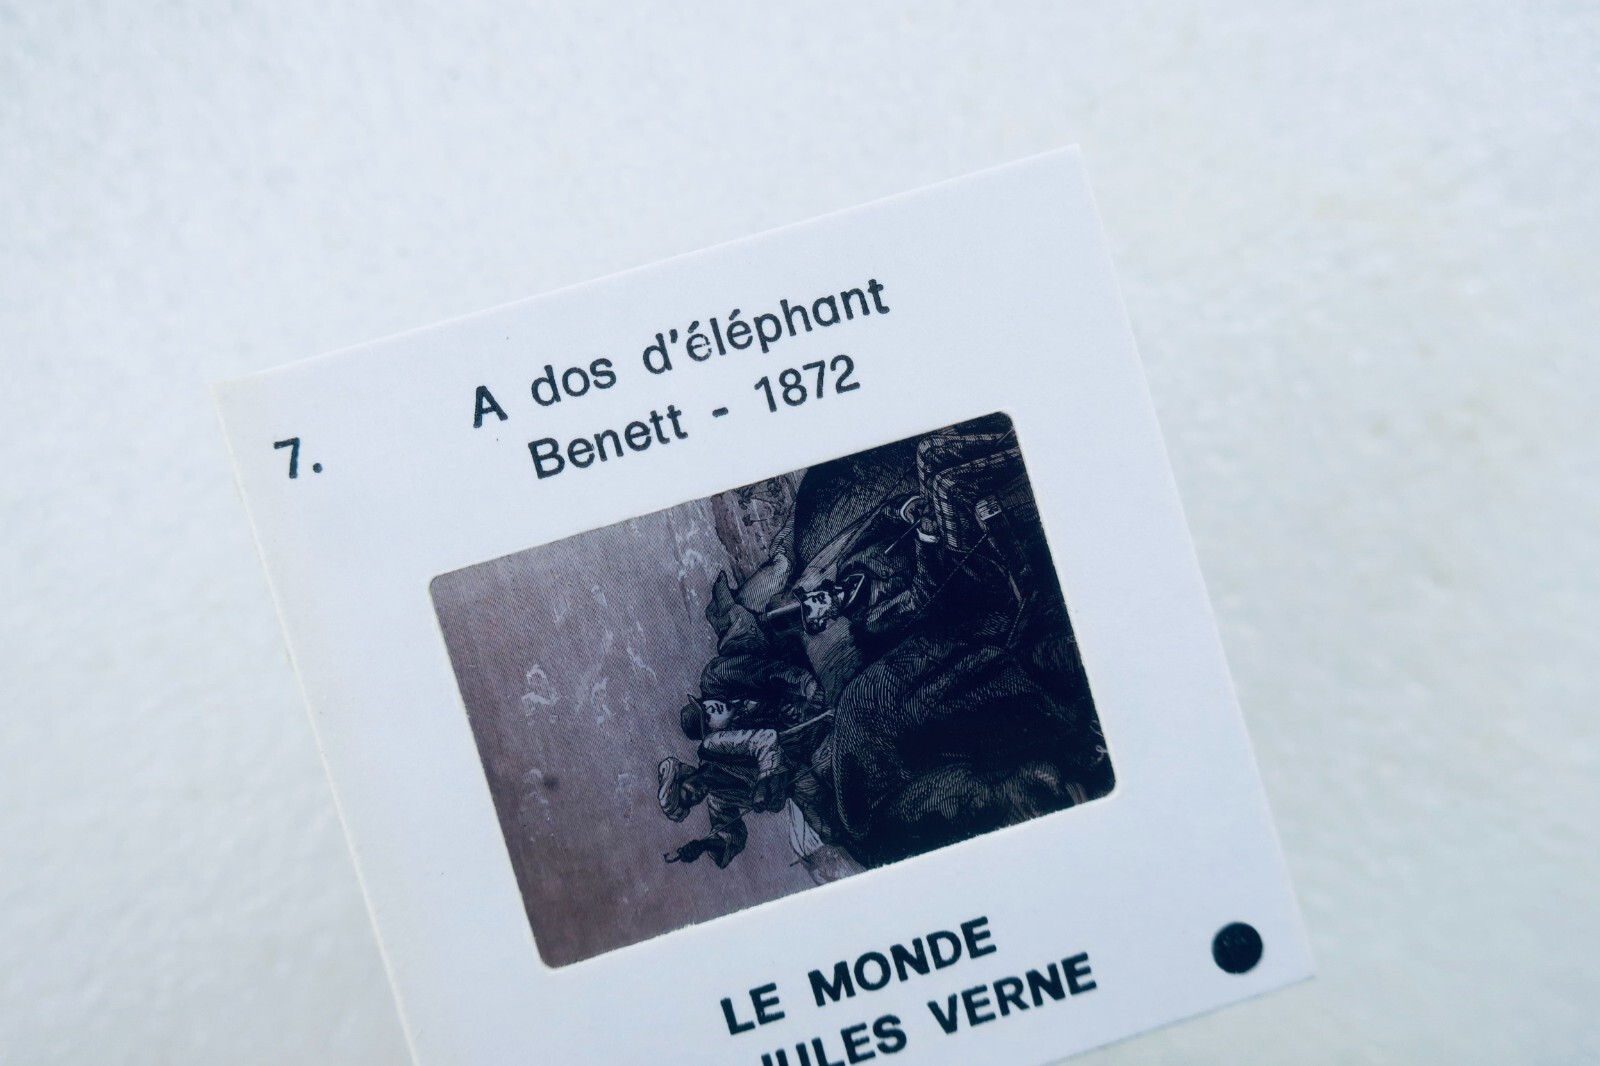 7.
A dos d'éléphant
Benett - 1872
LE MONDE
JULES VERNE